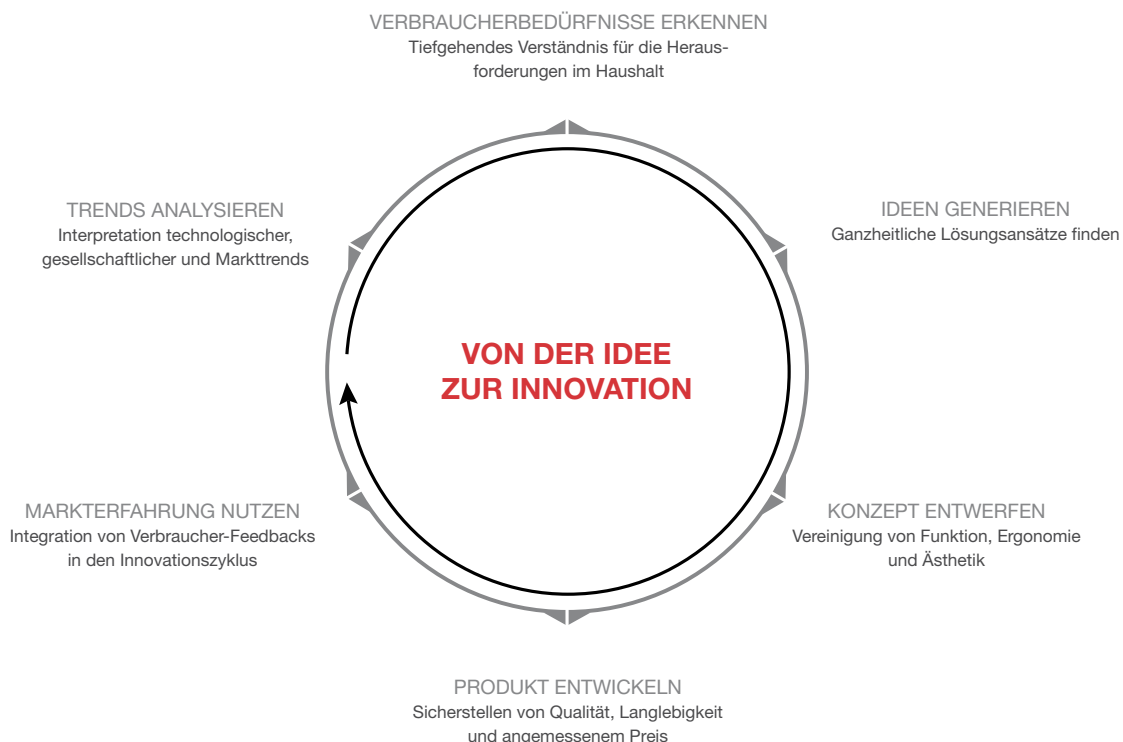 VERBRAUCHERBEDÜRFNISSE ERKENNEN
Tiefgehendes Verständnis für die Heraus-
forderungen im Haushalt
TRENDS ANALYSIEREN
Interpretation technologischer,
gesellschaftlicher und Markttrends
IDEEN GENERIEREN
Ganzheitliche Lösungsansätze finden
VON DER IDEE
ZUR INNOVATION
MARKTERFAHRUNG NUTZEN
Integration von Verbraucher-Feedbacks
in den Innovationszyklus
KONZEPT ENTWERFEN
Vereinigung von Funktion, Ergonomie
und Ästhetik
PRODUKT ENTWICKELN
Sicherstellen von Qualität, Langlebigkeit
und angemessenem Preis